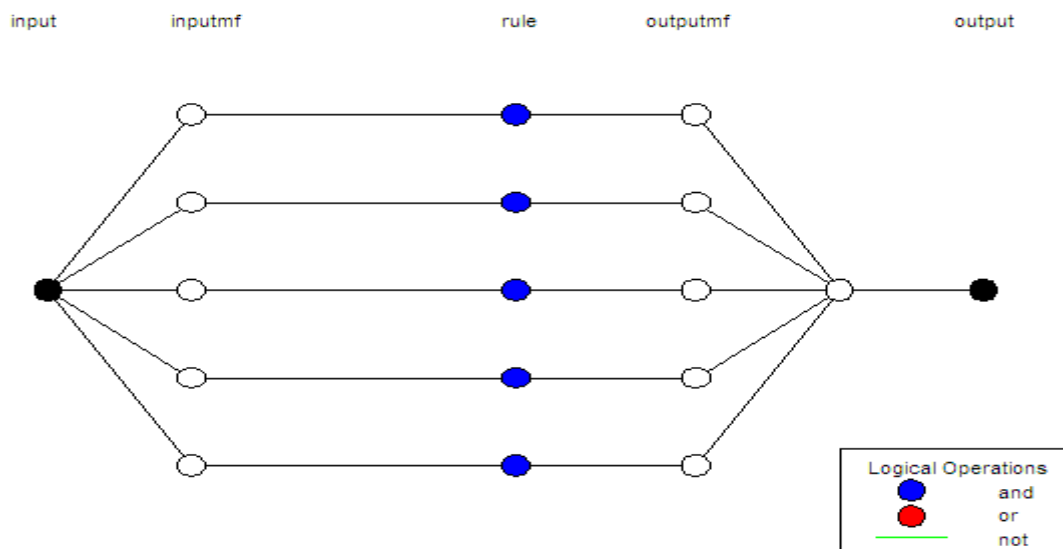 input inputmf rule outputmf output
Logical Operations
and
or
not